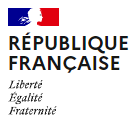 RÉPUBLIQUE
FRANÇAISE
Liberté
Égalité
Fraternité